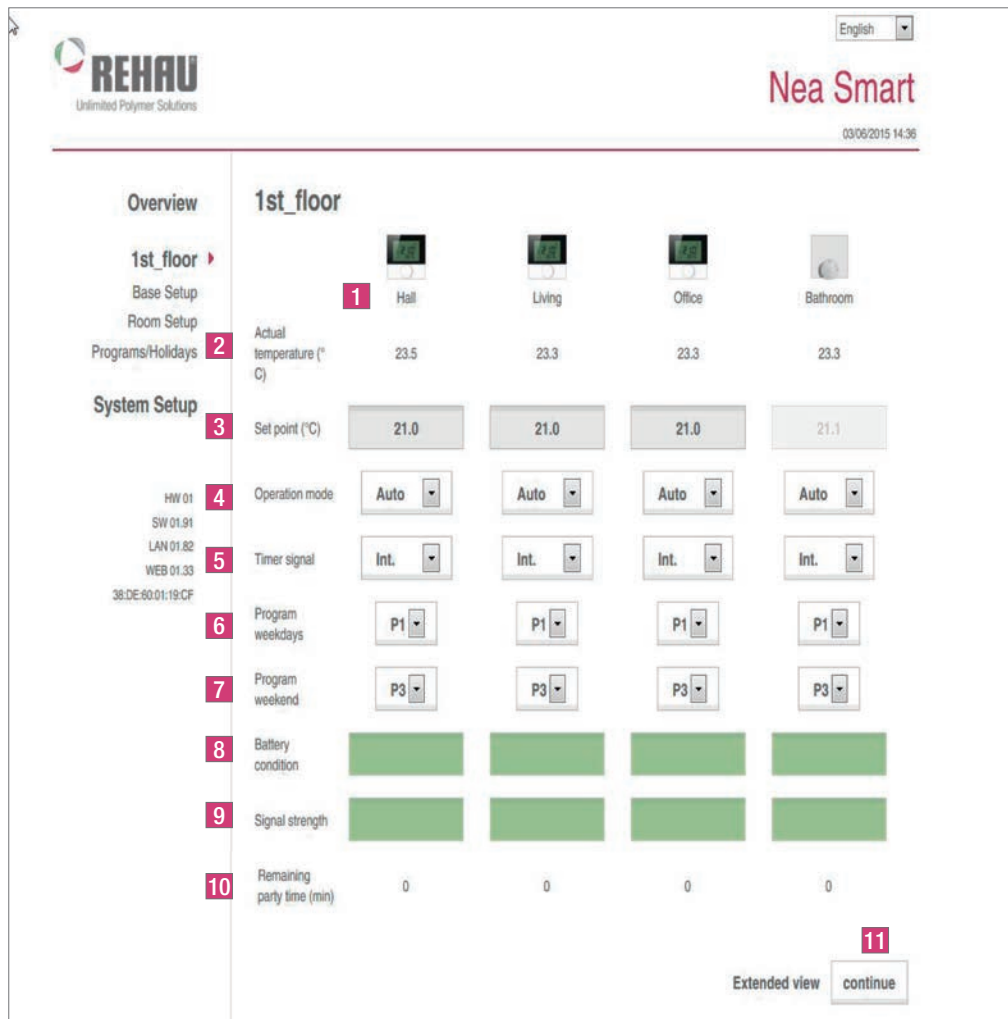 English
REHAU
Unlimited Polymer Solutions
Nea Smart
03/06/2015 14:36
Overview
1st_floor
Base Setup
Room Setup
Programs/Holidays
System Setup
HW 01
SW 01.91
LAN 01.82
WEB 01.33
38:DE:60:01:19:CF
1st_floor
1 Hall Living Office Bathroom
2 Actual
temperature (° 23.5 23.3 23.3 23.3
C)
3 Set point (°C) 21.0 21.0 21.0 21.1
4 Operation mode Auto Auto Auto Auto
5 Timer signal Int. Int. Int. Int.
6 Program
weekdays P1 P1 P1 P1
7 Program
weekend P3 P3 P3 P3
8 Battery
condition
9 Signal strength
10 Remaining
party time (min) 0 0 0 0
11
Extended view continue